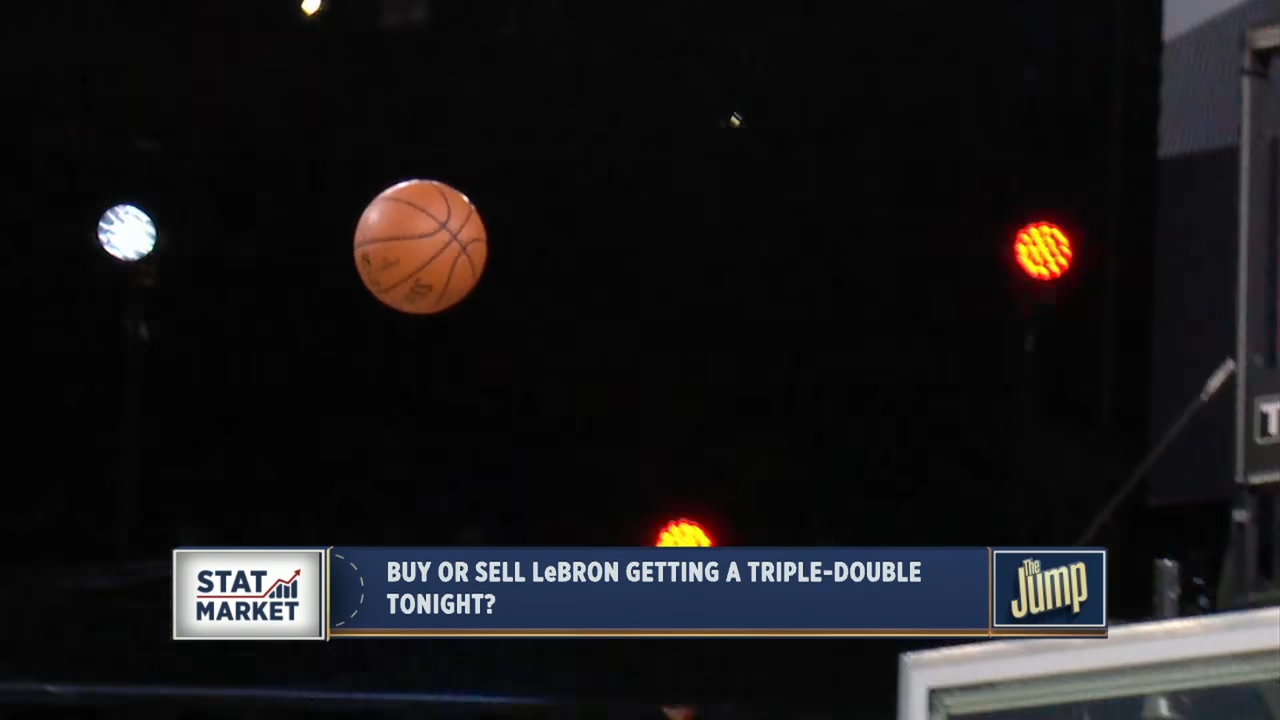 STAT
MARKET
BUY OR SELL LeBRON GETTING A TRIPLE-DOUBLE
TONIGHT?
The
Jump